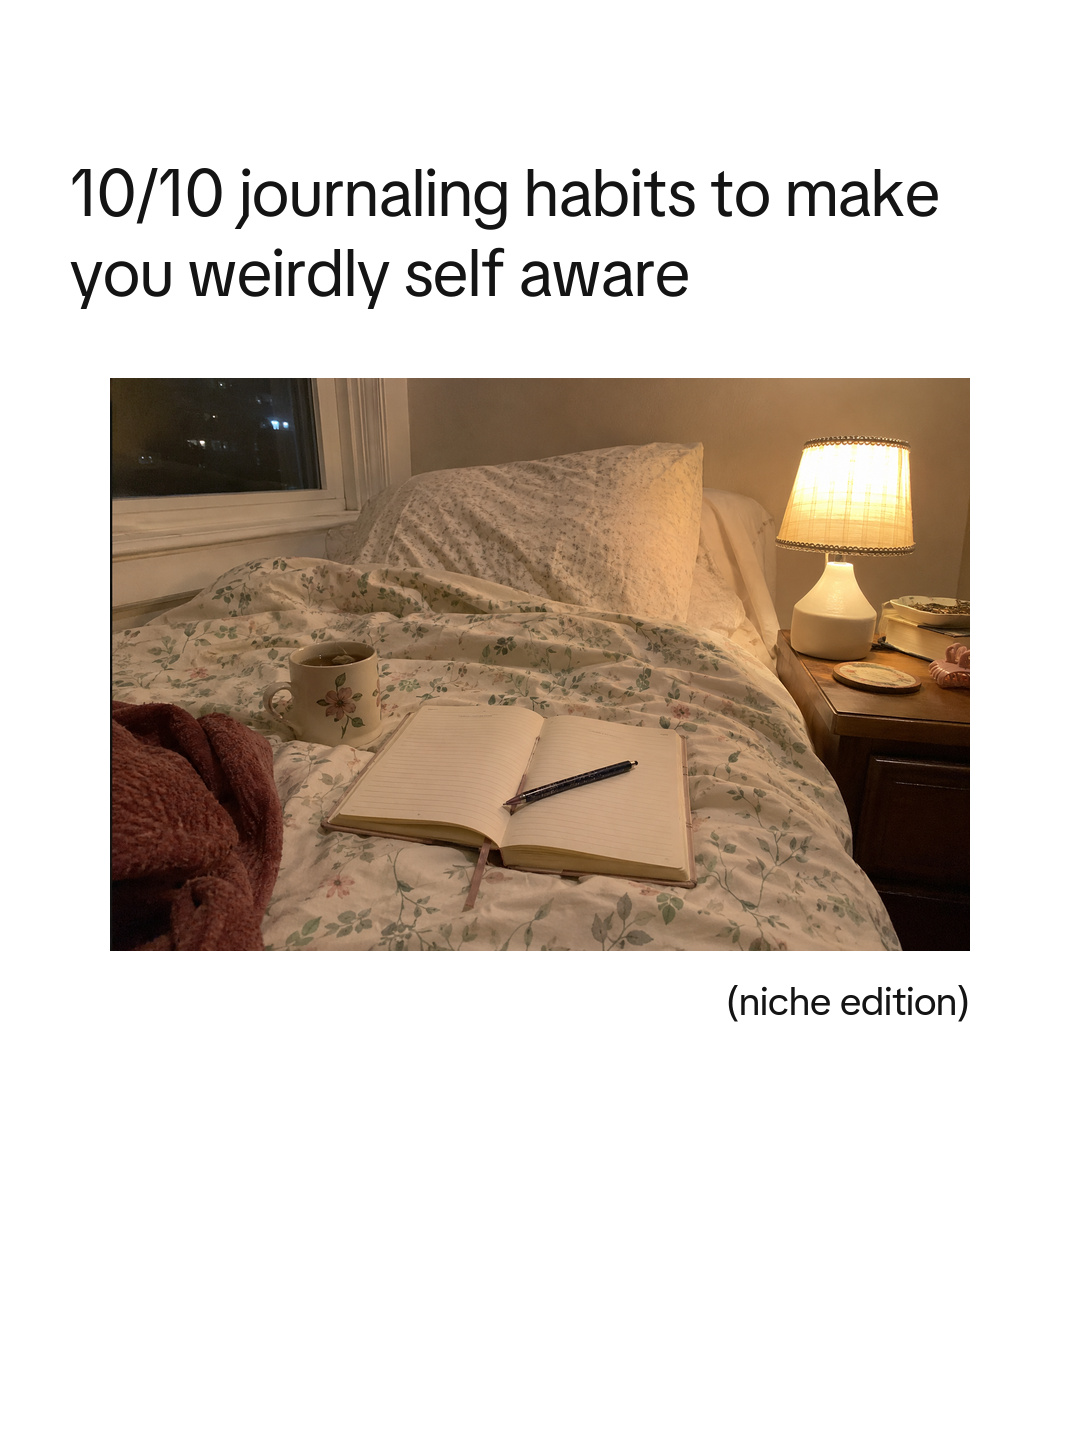 10/10 journaling habits to make
you weirdly self aware
(niche edition)